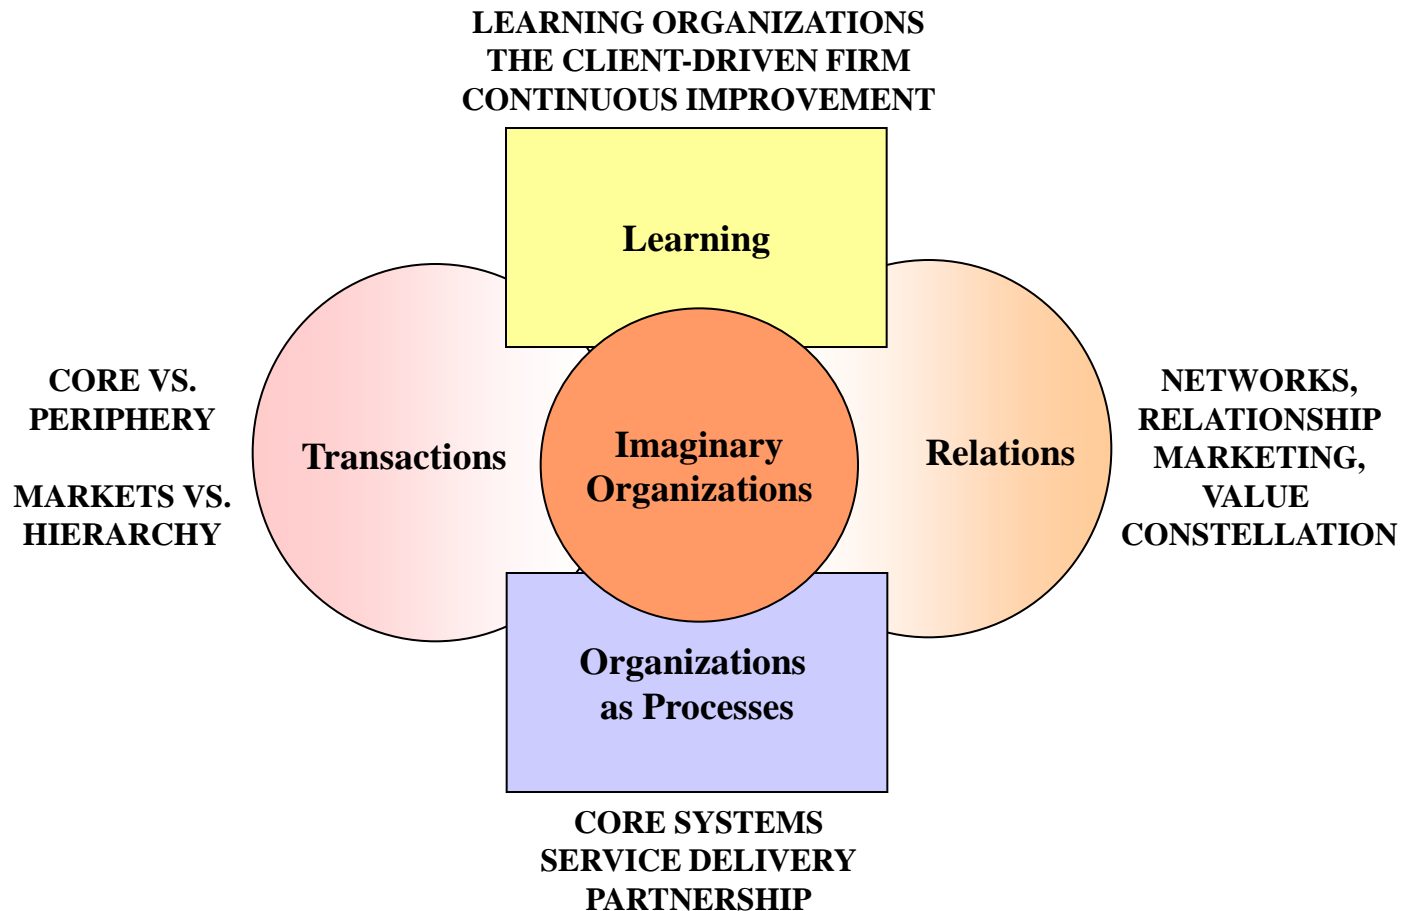 LEARNING ORGANIZATIONS
THE CLIENT-DRIVEN FIRM
CONTINUOUS IMPROVEMENT
Learning
CORE VS.
PERIPHERY
MARKETS VS.
HIERARCHY
Transactions
Imaginary
Organizations
Relations
NETWORKS,
RELATIONSHIP
MARKETING,
VALUE
CONSTELLATION
Organizations
as Processes
CORE SYSTEMS
SERVICE DELIVERY
PARTNERSHIP